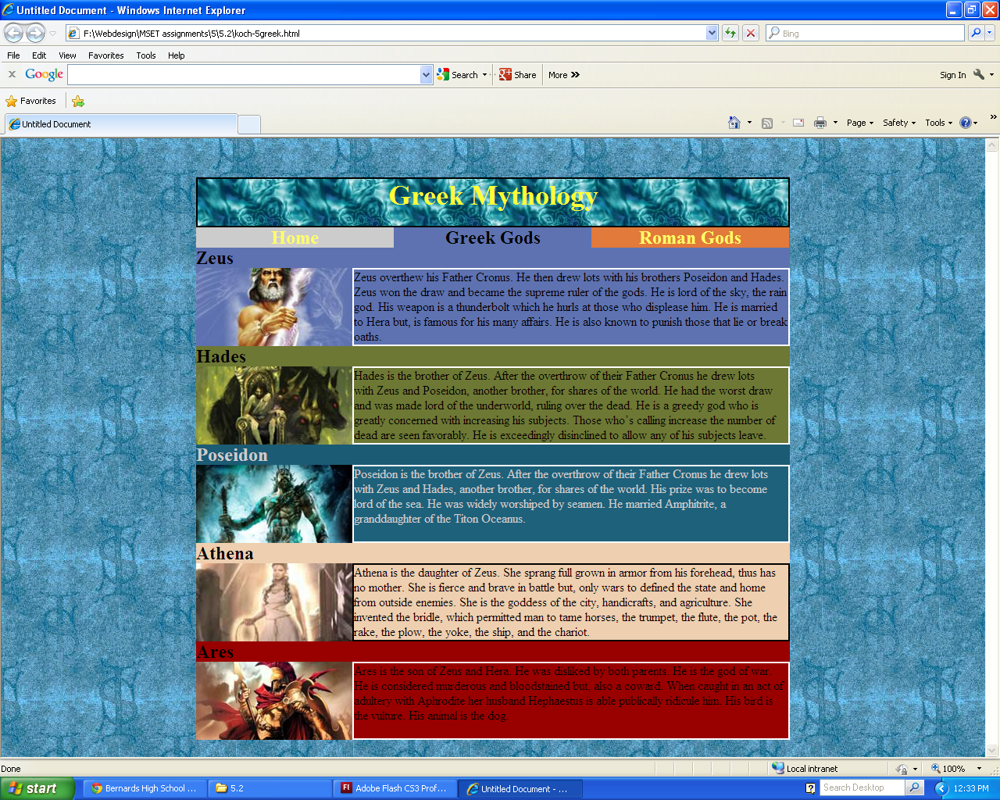 Untitled Document - Windows Internet Explorer
F:\Webdesign\MSET assignments\5\5.2\koch-5greek.html
Bing
File Edit View Favorites Tools Help
x Google Search Share More » Sign In
Favorites
Untitled Document Page Safety Tools »
Greek Mythology
Home Greek Gods Roman Gods
Zeus
Zeus overthew his Father Cronus. He then drew lots with his brothers Poseidon and Hades.
Zeus won the draw and became the supreme ruler of the gods. He is lord of the sky, the rain
god. His weapon is a thunderbolt which he hurls at those who displease him. He is married
to Hera but, is famous for his many affairs. He is also known to punish those that lie or break
oaths.
Hades
Hades is the brother of Zeus. After the overthrow of their Father Cronus he drew lots
with Zeus and Poseidon, another brother, for shares of the world. He had the worst draw
and was made lord of the underworld, ruling over the dead. He is a greedy god who is
greatly concerned with increasing his subjects. Those who's calling increase the number of
dead are seen favorably. He is exceedingly disinclined to allow any of his subjects leave.
Poseidon
Poseidon is the brother of Zeus. After the overthrow of their Father Cronus he drew lots
with Zeus and Hades, another brother, for shares of the world. His prize was to become
lord of the sea. He was widely worshiped by seamen. He married Amphitrite, a
granddaughter of the Titon Oceanus.
Athena
Athena is the daughter of Zeus. She sprang full grown in armor from his forehead, thus has
no mother. She is fierce and brave in battle but, only wars to defined the state and home
from outside enemies. She is the goddess of the city, handicrafts, and agriculture. She
invented the bridle, which permitted man to tame horses, the trumpet, the flute, the pot, the
rake, the plow, the yoke, the ship, and the chariot.
Ares
Ares is the son of Zeus and Hera. He was disliked by both parents. He is the god of war.
He is considered murderous and bloodstained but, also a coward. When caught in an act of
adultery with Aphrodite her husband Hephaestus is able publically ridicule him. His bird is
the vulture. His animal is the dog.
Done Local intranet 100%
start Bernards High School ... 5.2 Adobe Flash CS3 Prof... Untitled Document - ... Search Desktop 12:33 PM